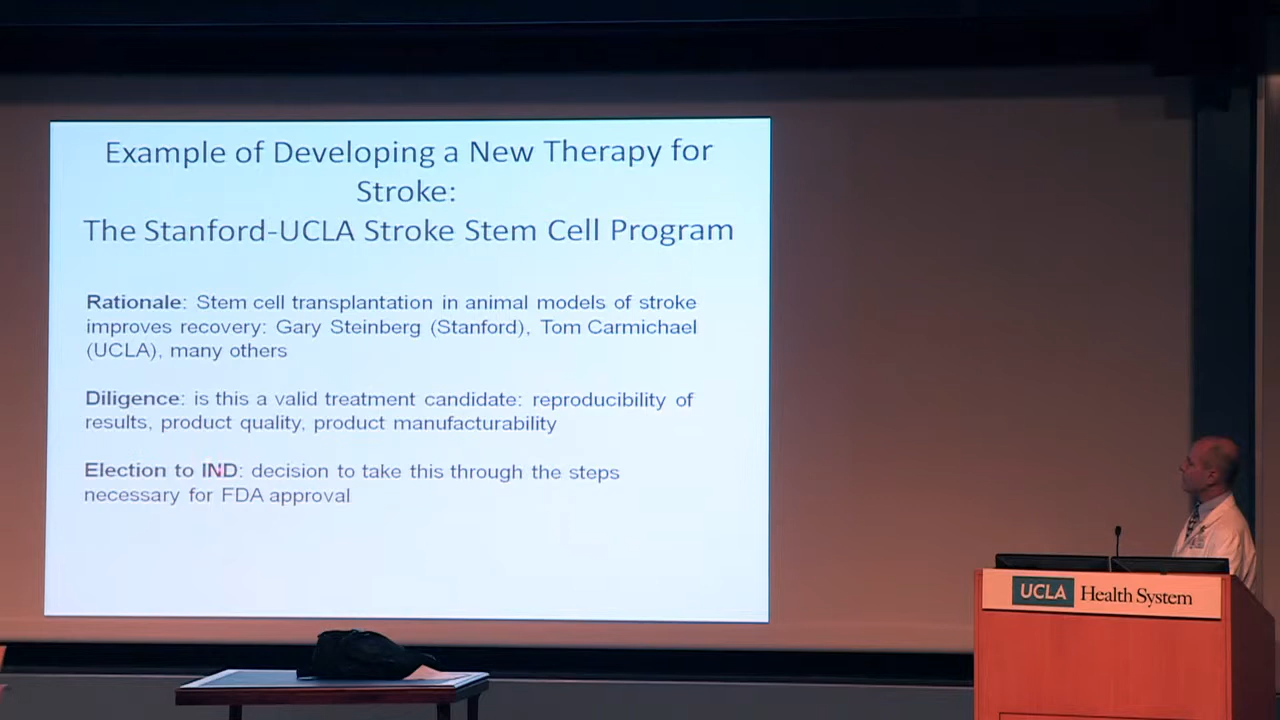 Example of Developing a New Therapy for
Stroke:
The Stanford-UCLA Stroke Stem Cell Program
Rationale: Stem cell transplantation in animal models of stroke
improves recovery: Gary Steinberg (Stanford), Tom Carmichael
(UCLA), many others
Diligence: is this a valid treatment candidate: reproducibility of
results, product quality, product manufacturability
Election to IND: decision to take this through the steps
necessary for FDA approval
UCLA Health System